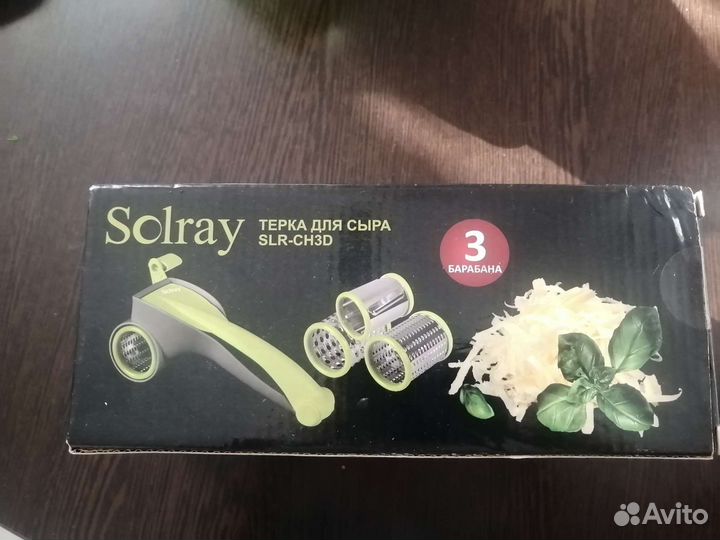 Solray
ТЕРКА ДЛЯ СЫРА
SLR-CH3D
3
БАРАБАНА
Avito